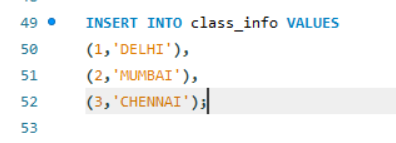 49 INSERT INTO class_info VALUES
50 (1,'DELHI'),
51 (2,'MUMBAI'),
52 (3,'CHENNAI');
53